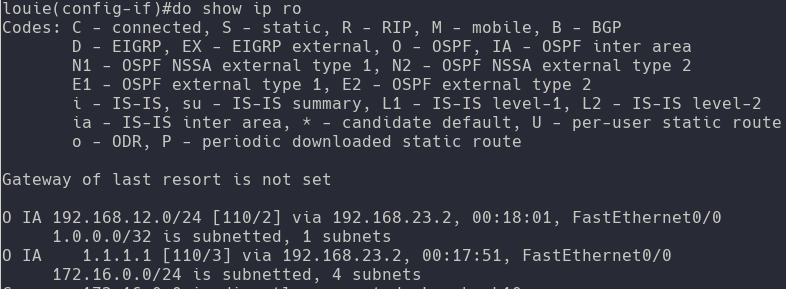 louie(config-if)#do show ip ro
Codes: C - connected, S - static, R - RIP, M - mobile, B - BGP
       D - EIGRP, EX - EIGRP external, O - OSPF, IA - OSPF inter area
       N1 - OSPF NSSA external type 1, N2 - OSPF NSSA external type 2
       E1 - OSPF external type 1, E2 - OSPF external type 2
       i - IS-IS, su - IS-IS summary, L1 - IS-IS level-1, L2 - IS-IS level-2
       ia - IS-IS inter area, * - candidate default, U - per-user static route
       o - ODR, P - periodic downloaded static route
Gateway of last resort is not set
O IA 192.168.12.0/24 [110/2] via 192.168.23.2, 00:18:01, FastEthernet0/0
     1.0.0.0/32 is subnetted, 1 subnets
O IA    1.1.1.1 [110/3] via 192.168.23.2, 00:17:51, FastEthernet0/0
     172.16.0.0/24 is subnetted, 4 subnets